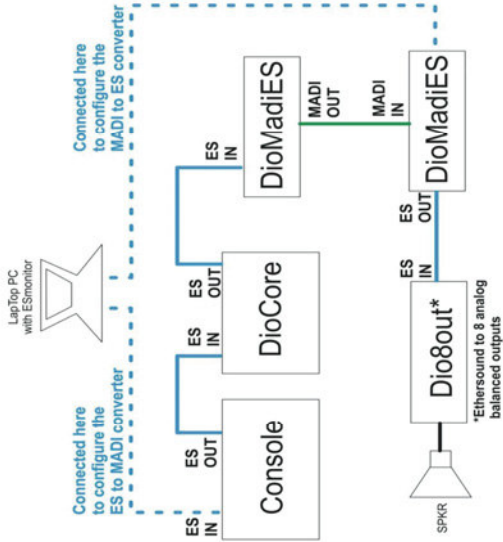 LapTop PC
with ESmonitor
Connected here
to configure the
ES to MADI converter
Connected here
to configure the
MADI to ES converter
ES
IN
Console
ES
OUT
ES
IN
DioCore
ES
OUT
ES
IN
DioMadiES
MADI
OUT
MADI
IN
DioMadiES
ES
OUT
ES
IN
Dio8out*
*Ethersound to 8 analog
balanced outputs
SPKR